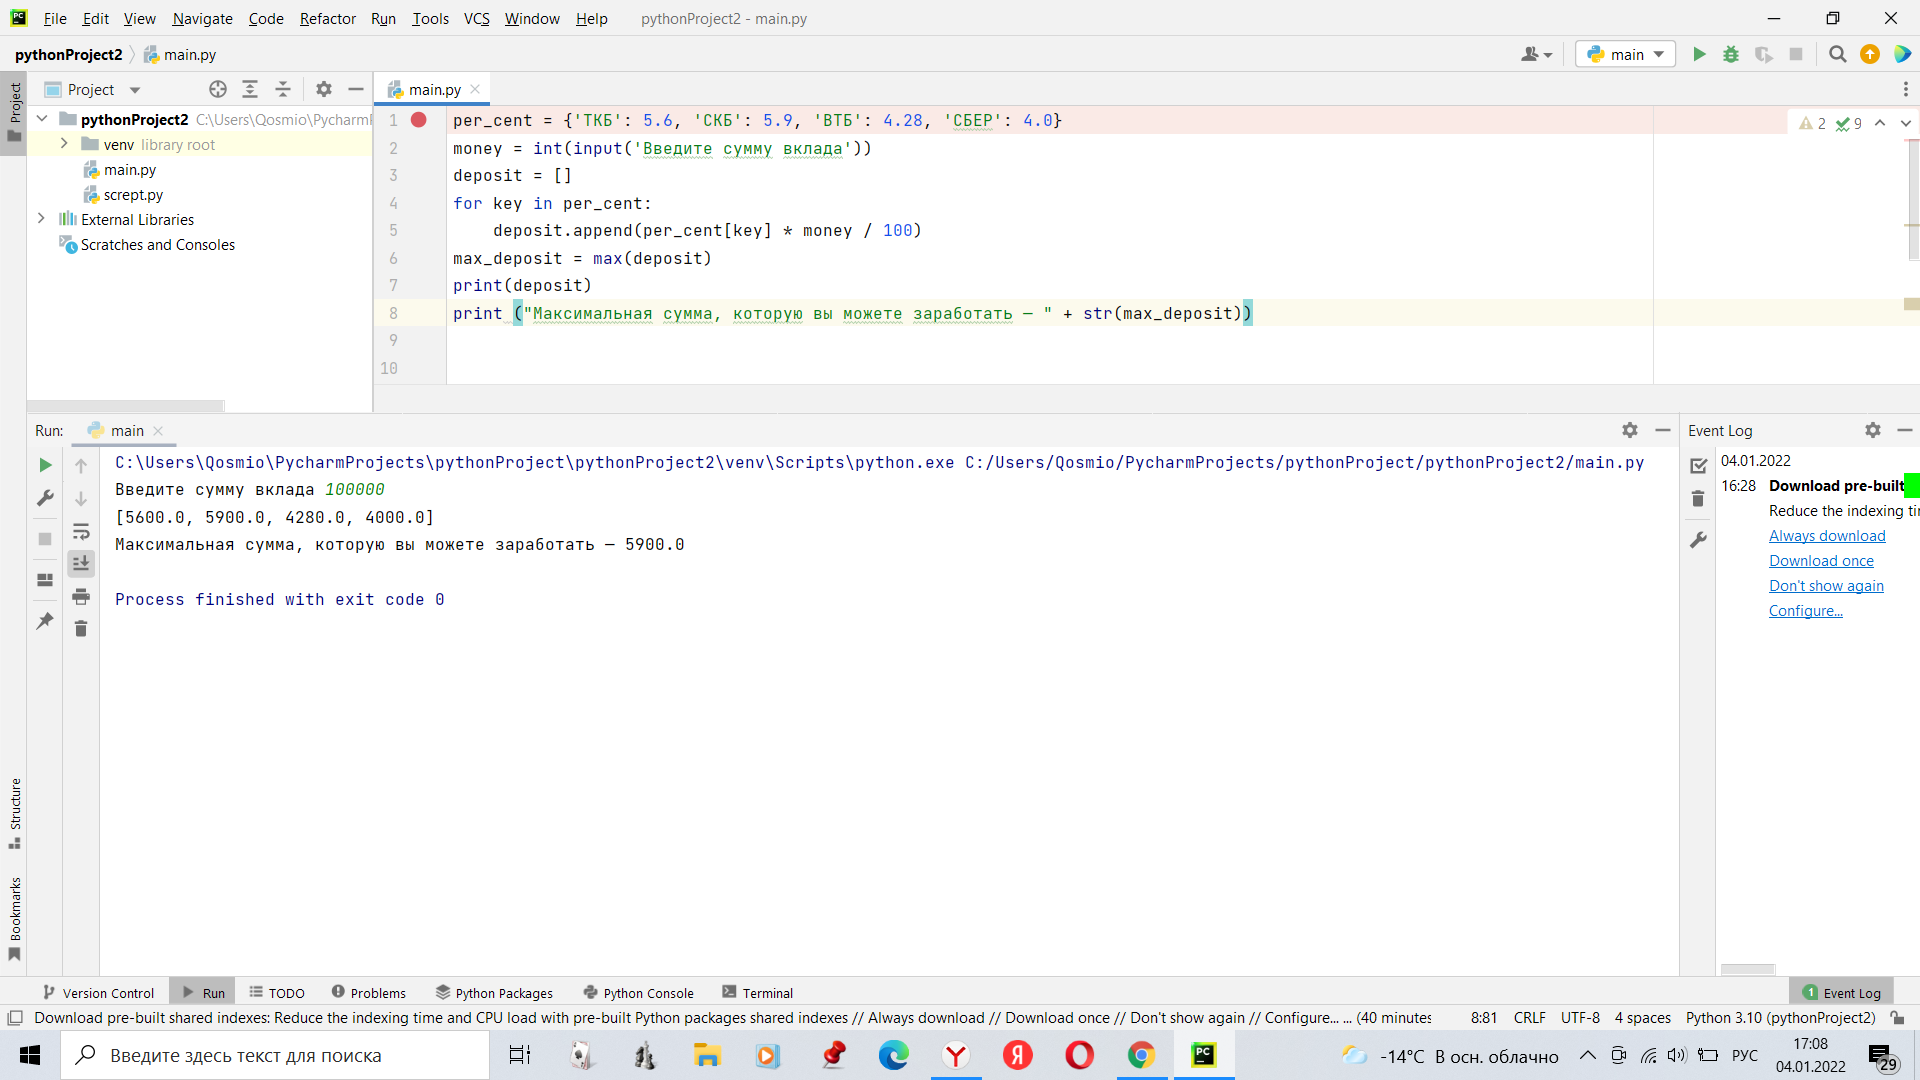 File Edit View Navigate Code Refactor Run Tools VCS Window Help pythonProject2 - main.py
pythonProject2 main.py main
Project
Project
main.py
pythonProject2 C:\Users\Qosmio\Pycharm
venv library root
main.py
scrept.py
External Libraries
Scratches and Consoles
1 per_cent = {'ТКБ': 5.6, 'СКБ': 5.9, 'ВТБ': 4.28, 'СБЕР': 4.0}
2 money = int(input('Введите сумму вклада'))
3 deposit = []
4 for key in per_cent:
5 deposit.append(per_cent[key] * money / 100)
6 max_deposit = max(deposit)
7 print(deposit)
8 print ("Максимальная сумма, которую вы можете заработать — " + str(max_deposit))
9
10
2 9
Run: main
C:\Users\Qosmio\PycharmProjects\pythonProject\pythonProject2\venv\Scripts\python.exe C:/Users/Qosmio/PycharmProjects/pythonProject/pythonProject2/main.py
Введите сумму вклада 100000
[5600.0, 5900.0, 4280.0, 4000.0]
Максимальная сумма, которую вы можете заработать — 5900.0
Process finished with exit code 0
Event Log
04.01.2022
16:28 Download pre-built
Reduce the indexing ti
Always download
Download once
Don't show again
Configure...
Structure
Bookmarks
Version Control Run TODO Problems Python Packages Python Console Terminal 1 Event Log
Download pre-built shared indexes: Reduce the indexing time and CPU load with pre-built Python packages shared indexes // Always download // Download once // Don't show again // Configure... ... (40 minutes 8:81 CRLF UTF-8 4 spaces Python 3.10 (pythonProject2)
Введите здесь текст для поиска
-14°C В осн. облачно
РУС
17:08
04.01.2022
29